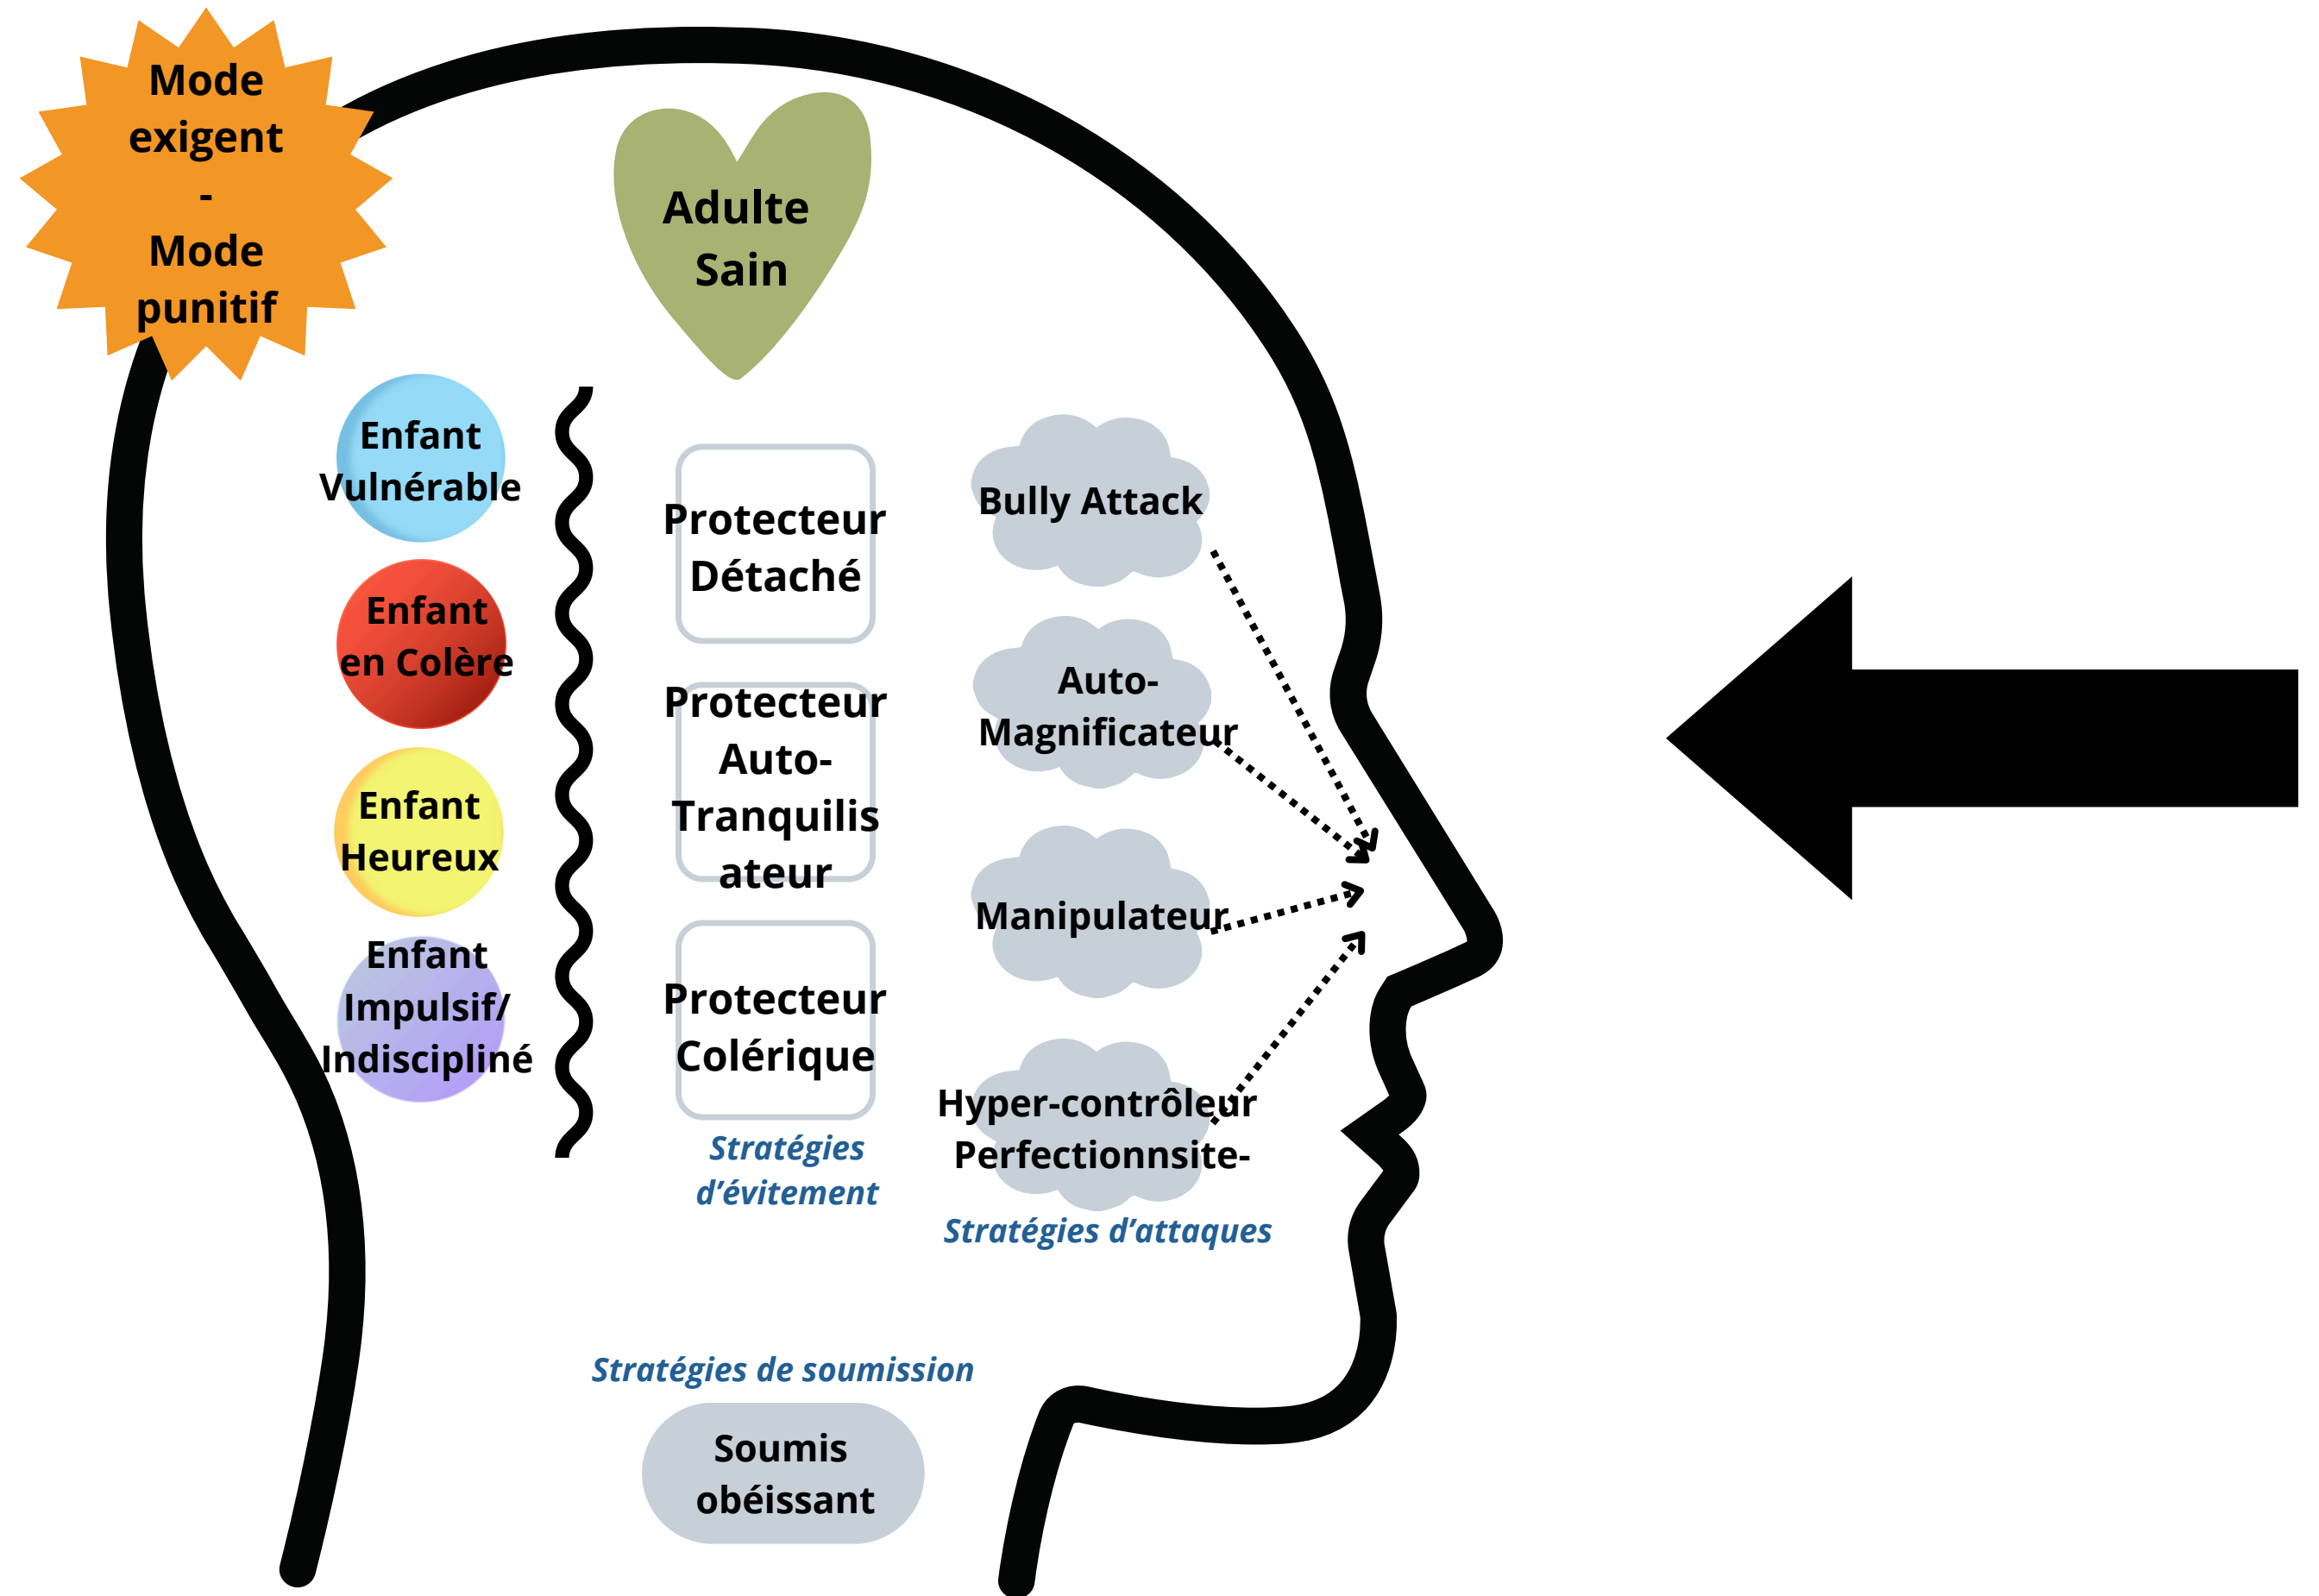 Mode
exigent
-
Mode
punitif
Adulte
Sain
Enfant
Vulnérable
Enfant
en Colère
Enfant
Heureux
Enfant
Impulsif/
Indiscipliné
Protecteur
Détaché
Protecteur
Auto-
Tranquilis
ateur
Protecteur
Colérique
Stratégies
d’évitement
Bully Attack
Auto-
Magnificateur
Manipulateur
Hyper-contrôleur
Perfectionnsite-
Stratégies d’attaques
Stratégies de soumission
Soumis
obéissant